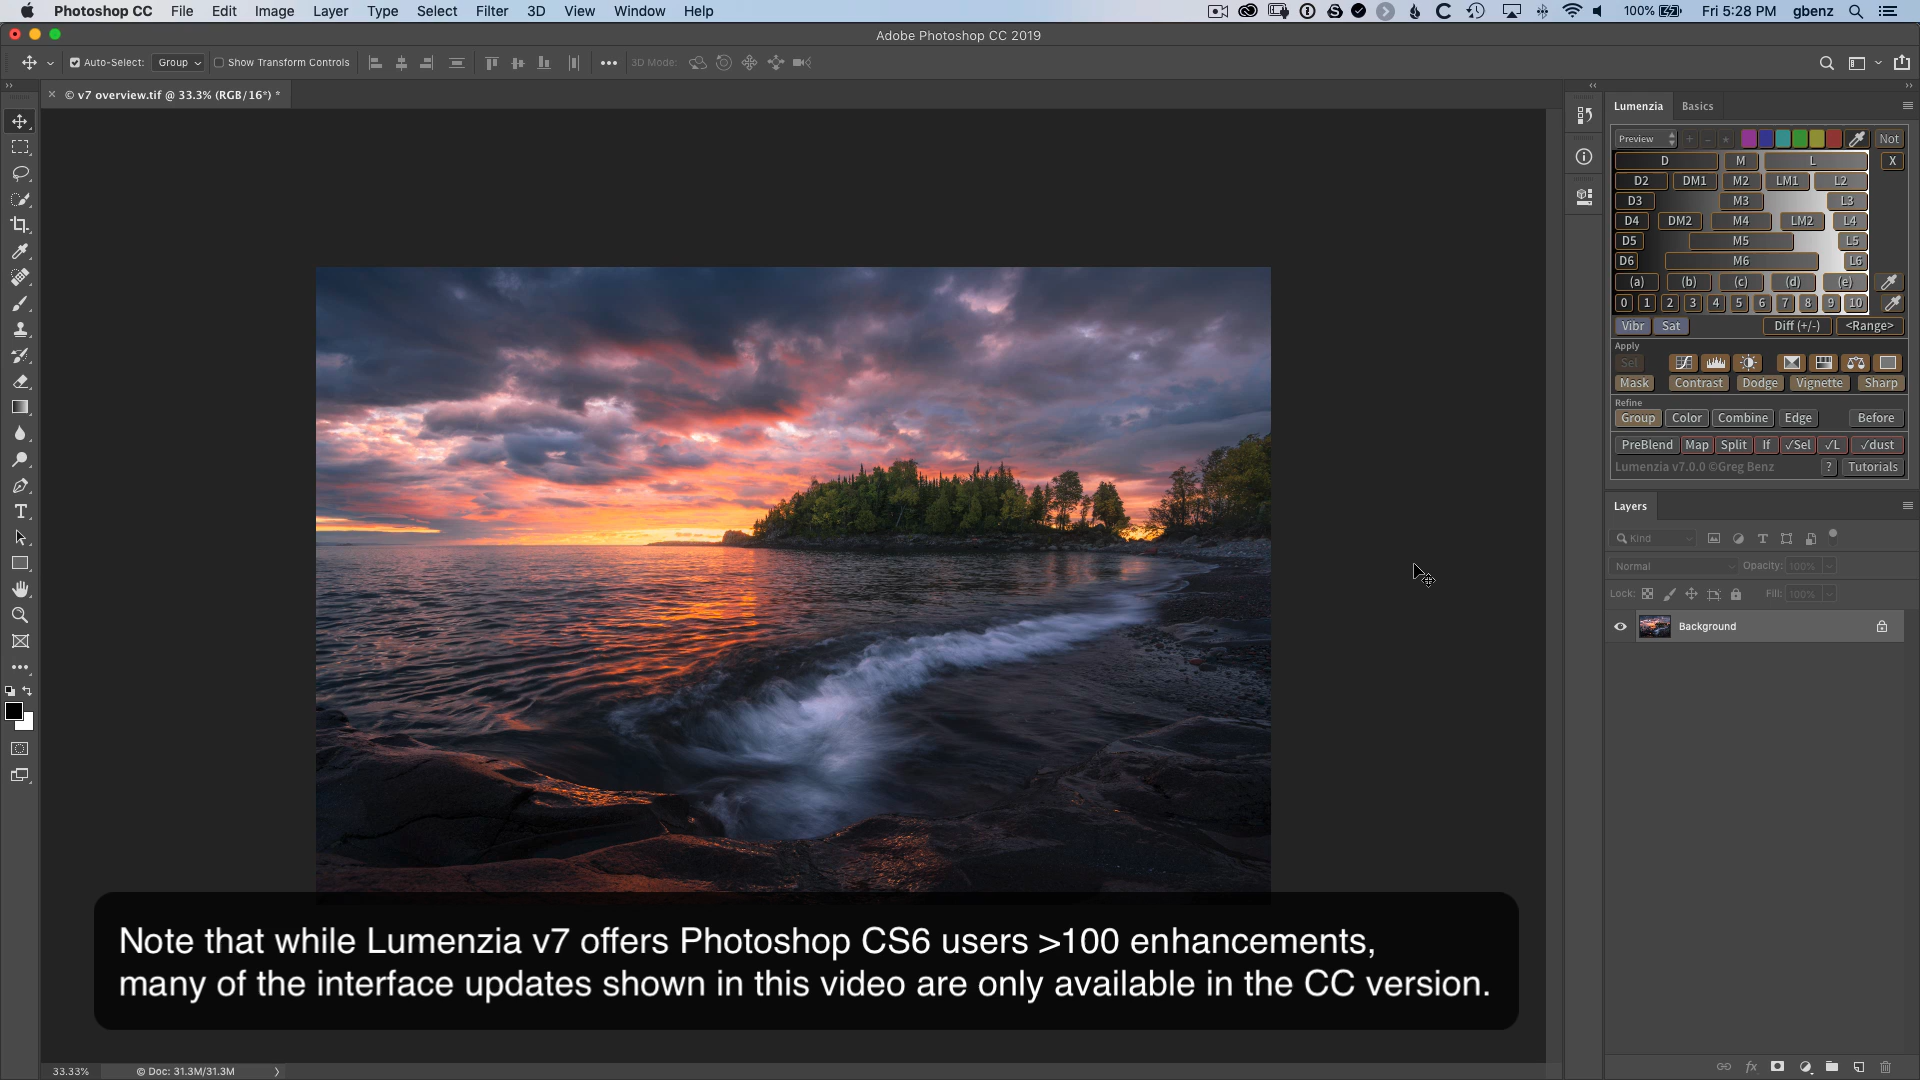 Photoshop CC File Edit Image Layer Type Select Filter 3D View Window Help 100% Fri 5:28 PM gbenz
Adobe Photoshop CC 2019
Auto-Select: Group Show Transform Controls 3D Mode:
© v7 overview.tif @ 33.3% (RGB/16*) *
Lumenzia Basics
Preview + - Not
D M L X
D2 DM1 M2 LM1 L2
D3 M3 L3
D4 DM2 M4 LM2 L4
D5 M5 L5
D6 M6 L6
(a) (b) (c) (d) (e)
0 1 2 3 4 5 6 7 8 9 10
Vibr Sat Diff (+/-) <Range>
Apply
Sel
Mask Contrast Dodge Vignette Sharp
Refine
Group Color Combine Edge Before
PreBlend Map Split If √Sel √L √dust
Lumenzia v7.0.0 ©Greg Benz ? Tutorials
Layers
Kind
Normal Opacity: 100%
Lock: Fill: 100%
Background
Note that while Lumenzia v7 offers Photoshop CS6 users >100 enhancements,
many of the interface updates shown in this video are only available in the CC version.
33.33% © Doc: 31.3M/31.3M
fx